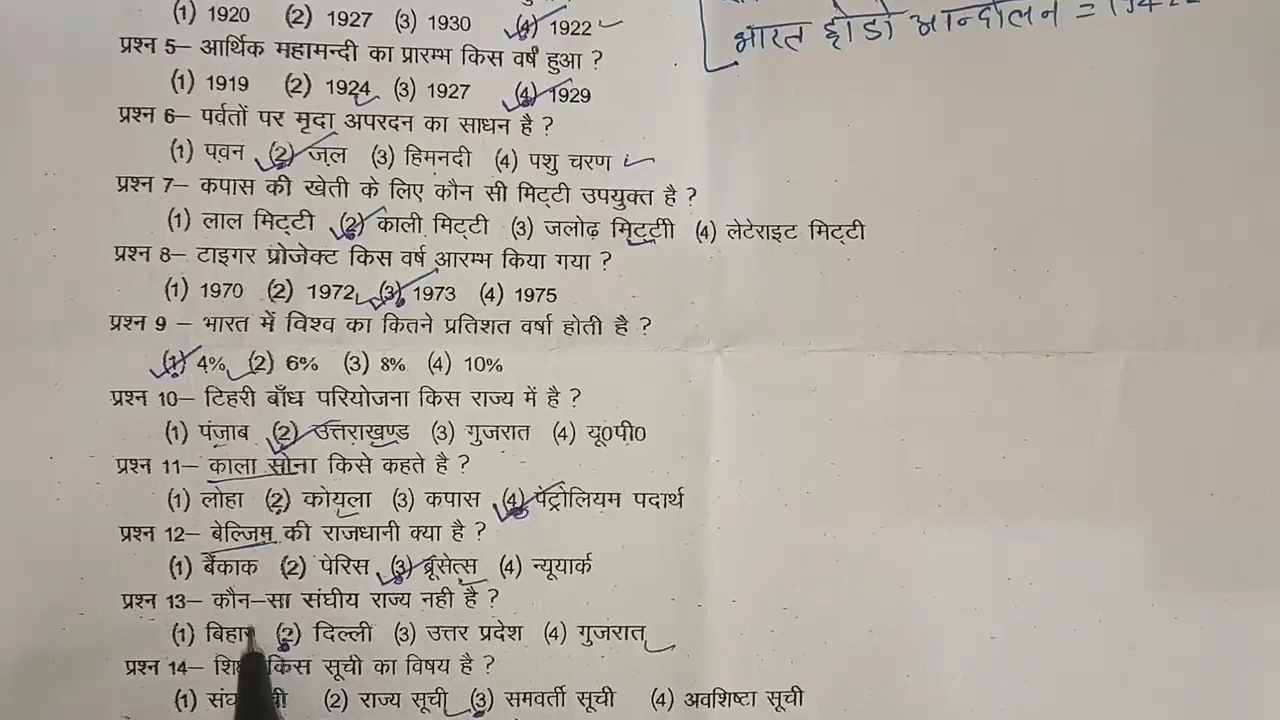 (1) 1920 (2) 1927 (3) 1930 (4) 1922
भारत छोडो आन्दोलन =
प्रश्न 5– आर्थिक महामन्दी का प्रारम्भ किस वर्ष हुआ ?
(1) 1919 (2) 1924 (3) 1927 (4) 1929
प्रश्न 6– पर्वतों पर मृदा अपरदन का साधन है ?
(1) पवन (2) जल (3) हिमनदी (4) पशु चरण
प्रश्न 7– कपास की खेती के लिए कौन सी मिट्टी उपयुक्त है ?
(1) लाल मिट्टी (2) काली मिट्टी (3) जलोढ़ मिट्टीी (4) लेटेराइट मिट्टी
प्रश्न 8– टाइगर प्रोजेक्ट किस वर्ष आरम्भ किया गया ?
(1) 1970 (2) 1972 (3) 1973 (4) 1975
प्रश्न 9 – भारत में विश्व का कितने प्रतिशत वर्षा होती है ?
(1) 4% (2) 6% (3) 8% (4) 10%
प्रश्न 10– टिहरी बाँध परियोजना किस राज्य में है ?
(1) पंजाब (2) उत्तराखण्ड (3) गुजरात (4) यू0पी0
प्रश्न 11– काला सोना किसे कहते है ?
(1) लोहा (2) कोयला (3) कपास (4) पेट्रोलियम पदार्थ
प्रश्न 12– बेल्जिम की राजधानी क्या है ?
(1) बैंकाक (2) पेरिस (3) ब्रूसेल्स (4) न्यूयार्क
प्रश्न 13– कौन–सा संघीय राज्य नही है ?
(1) बिहार (2) दिल्ली (3) उत्तर प्रदेश (4) गुजरात
प्रश्न 14– किस सूची का विषय है ?
(1) (2) राज्य सूची (3) समवर्ती सूची (4) अवशिष्टा सूची